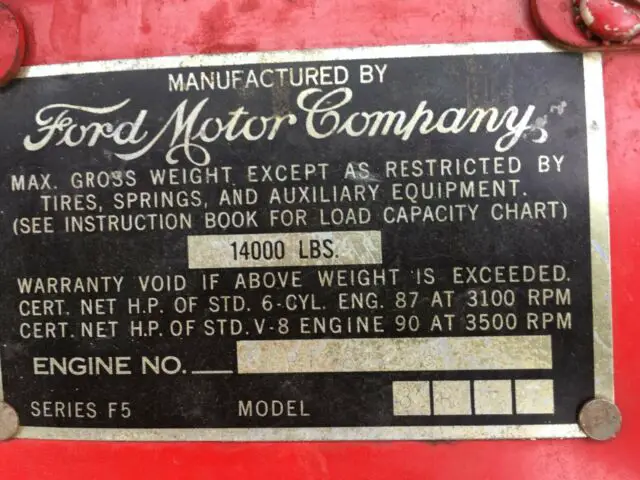 MANUFACTURED BY
Ford Motor Company
MAX. GROSS WEIGHT EXCEPT AS RESTRICTED BY
TIRES, SPRINGS, AND AUXILIARY EQUIPMENT.
(SEE INSTRUCTION BOOK FOR LOAD CAPACITY CHART)
14000 LBS.
WARRANTY VOID IF ABOVE WEIGHT IS EXCEEDED.
CERT. NET H.P. OF STD. 6-CYL. ENG. 87 AT 3100 RPM
CERT. NET H.P. OF STD. V-8 ENGINE 90 AT 3500 RPM
ENGINE NO.
SERIES F5 MODEL